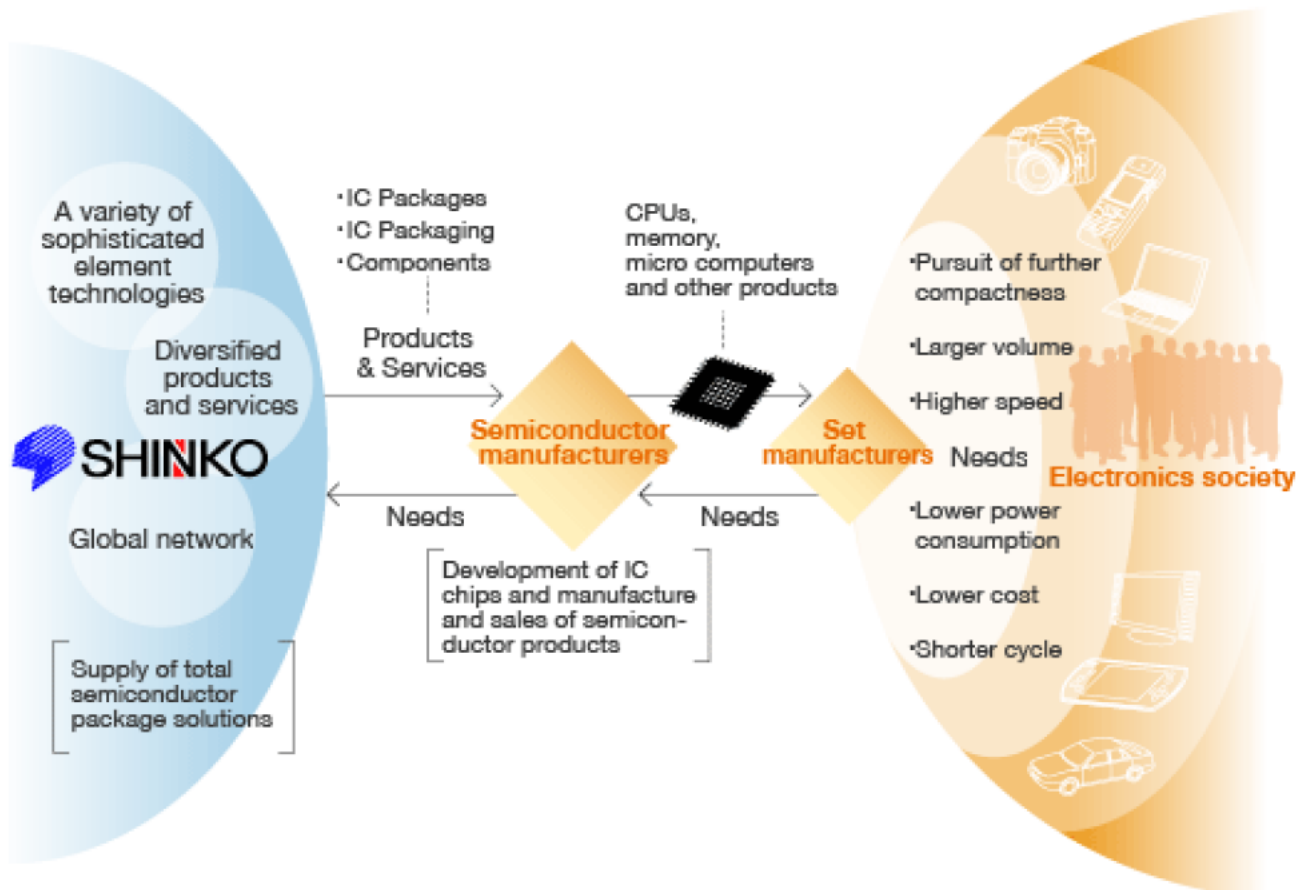 A variety of
sophisticated
element
technologies
Diversified
products
and services
SHINKO
Global network
Supply of total
semiconductor
package solutions
・IC Packages
・IC Packaging
・Components
Products
& Services
Semiconductor
manufacturers
Needs
Development of IC
chips and manufacture
and sales of semicon-
ductor products
CPUs,
memory,
micro computers
and other products
Set
manufacturers
Needs
・Pursuit of further
compactness
・Larger volume
・Higher speed
Needs
・Lower power
consumption
・Lower cost
・Shorter cycle
Electronics society